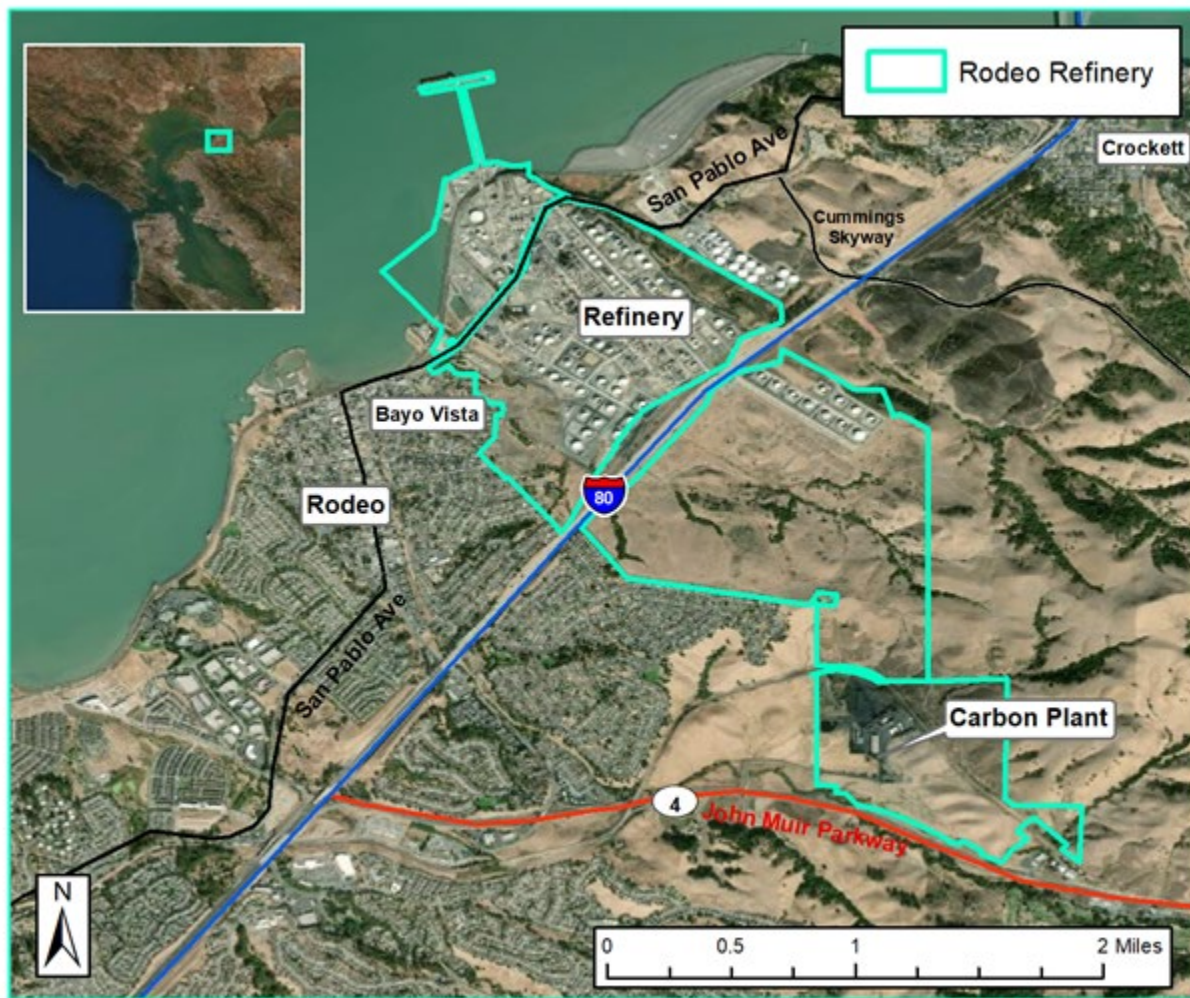 Rodeo Refinery
Crockett
San Pablo Ave
Cummings
Skyway
Refinery
Bayo Vista
80
Rodeo
San Pablo Ave
Carbon Plant
4
John Muir Parkway
N
0 0.5 1 2 Miles